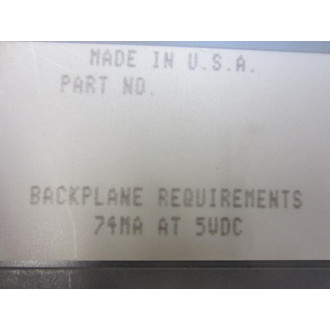 MADE IN U.S.A.
PART NO.
BACKPLANE REQUIREMENTS
74MA AT 5VDC